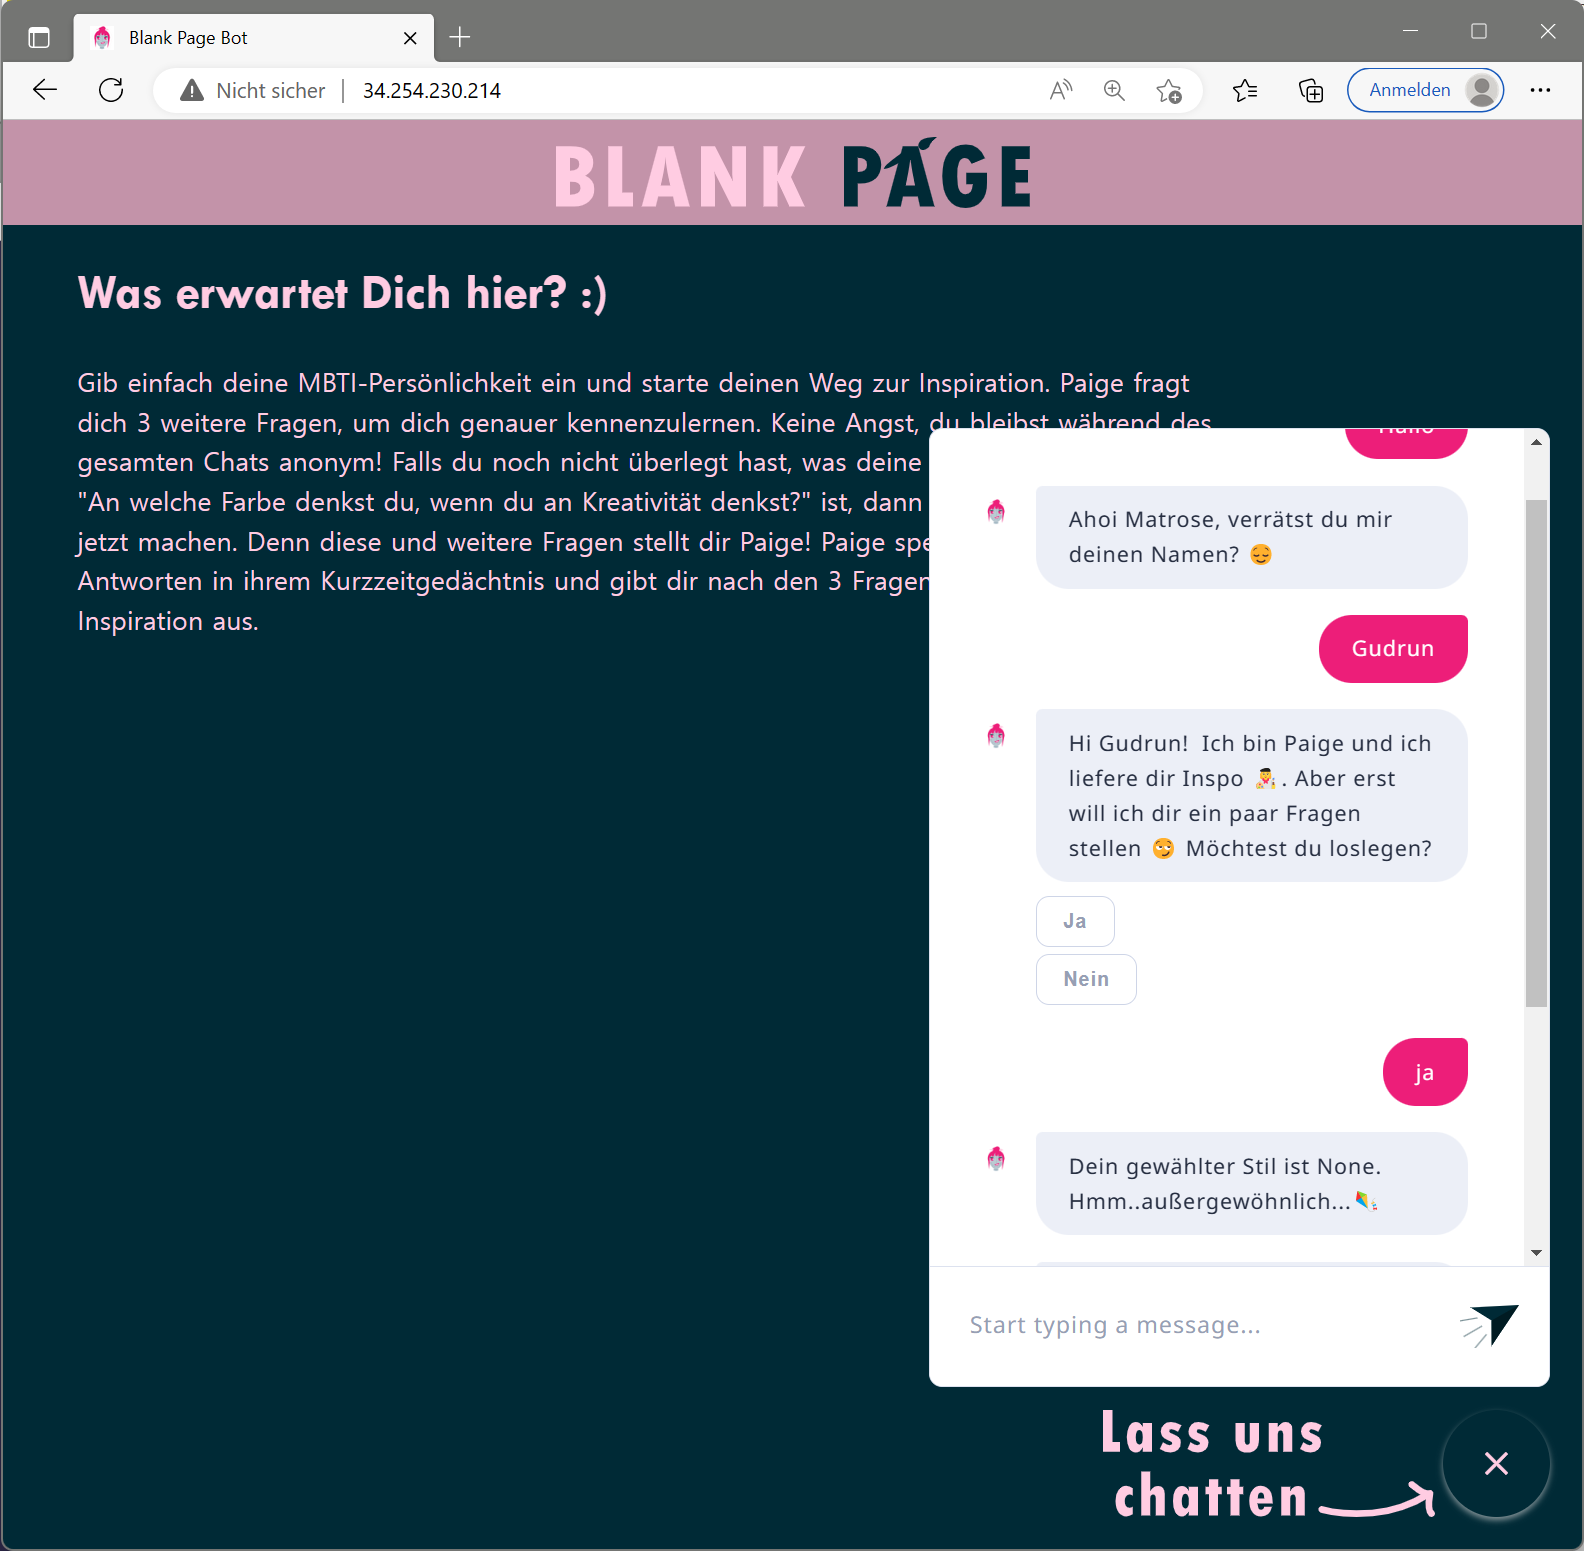 Blank Page Bot
Nicht sicher | 34.254.230.214
Anmelden
BLANK PAGE
Was erwartet Dich hier? :)
Gib einfach deine MBTI-Persönlichkeit ein und starte deinen Weg zur Inspiration. Paige fragt
dich 3 weitere Fragen, um dich genauer kennenzulernen. Keine Angst, du bleibst während des
gesamten Chats anonym! Falls du noch nicht überlegt hast, was deine
"An welche Farbe denkst du, wenn du an Kreativität denkst?" ist, dann
jetzt machen. Denn diese und weitere Fragen stellt dir Paige! Paige spe
Antworten in ihrem Kurzzeitgedächtnis und gibt dir nach den 3 Fragen
Inspiration aus.
Hallo
Ahoi Matrose, verrätst du mir
deinen Namen? 😌
Gudrun
Hi Gudrun! Ich bin Paige und ich
liefere dir Inspo 👩‍🎨. Aber erst
will ich dir ein paar Fragen
stellen 😏 Möchtest du loslegen?
Ja
Nein
ja
Dein gewählter Stil ist None.
Hmm..außergewöhnlich...🪁
Start typing a message...
Lass uns
chatten